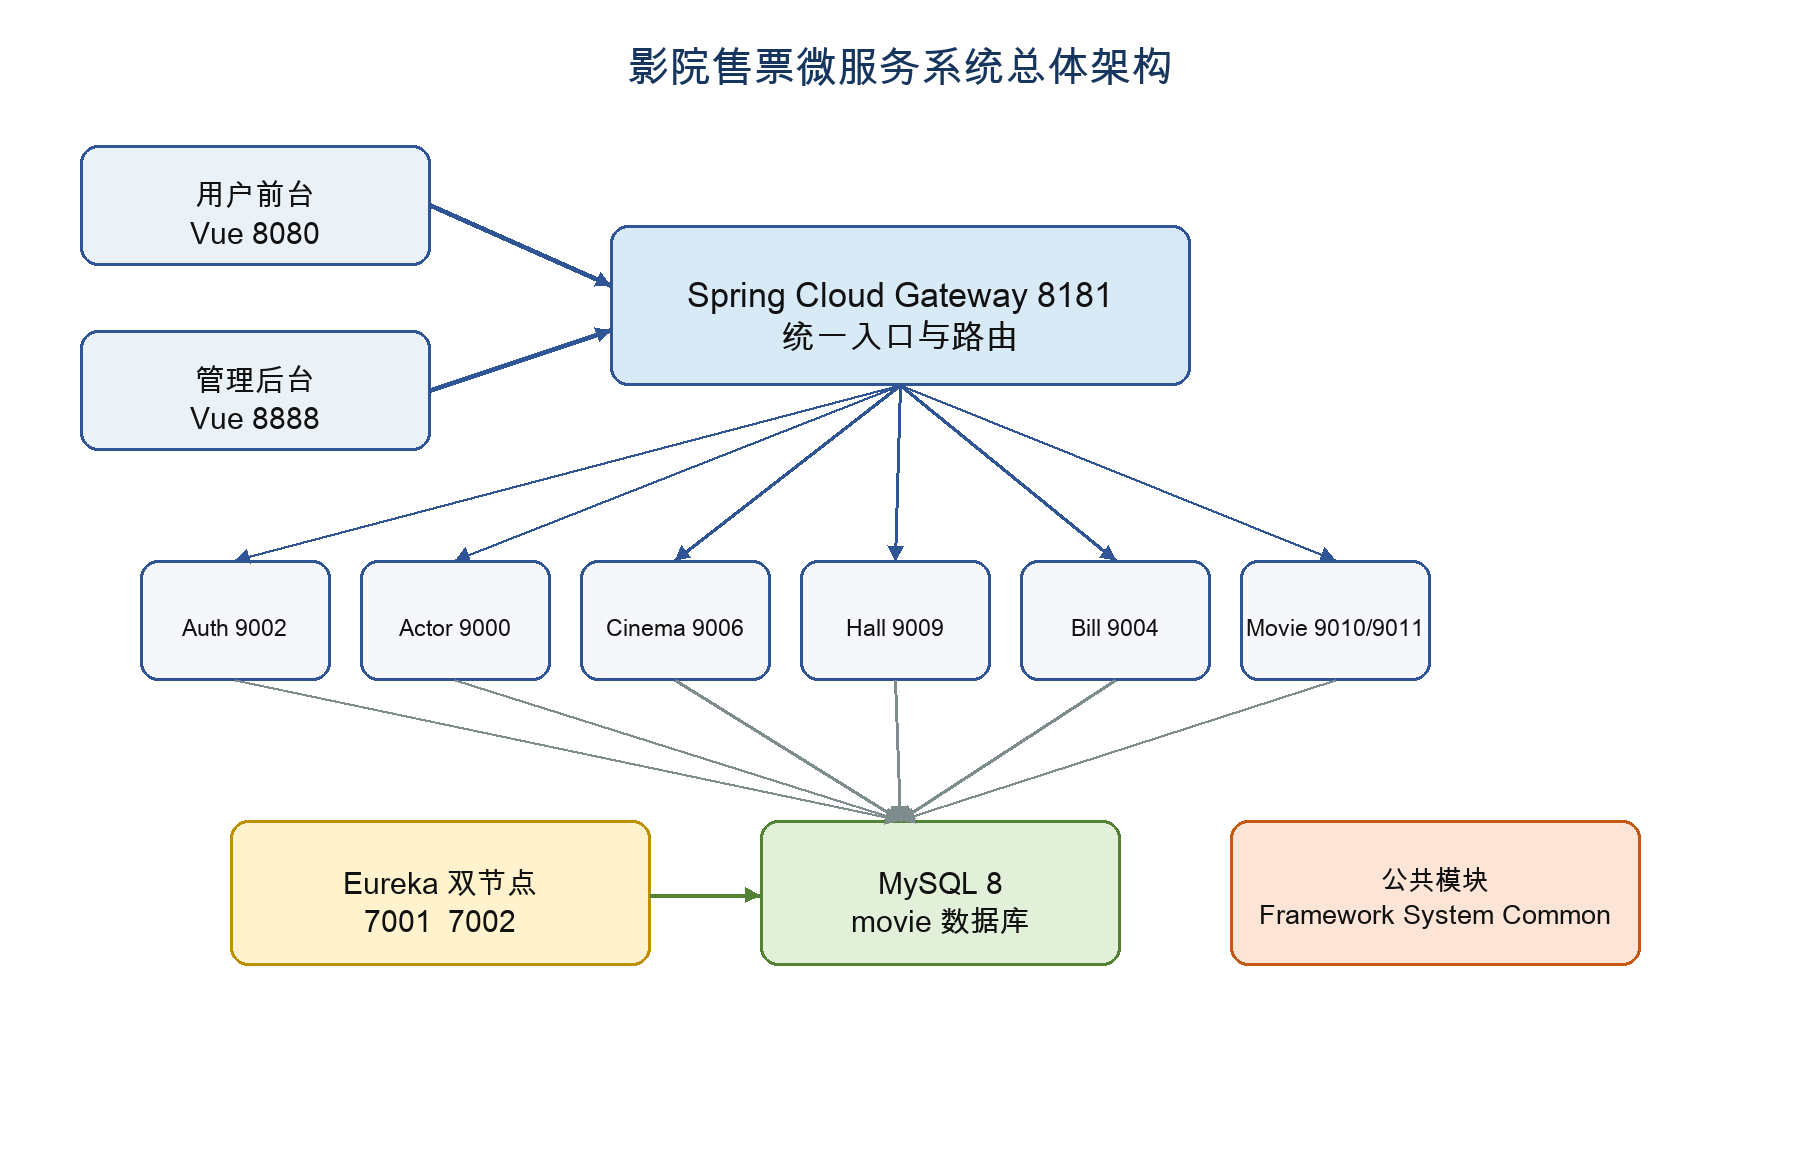 影院售票微服务系统总体架构
用户前台
Vue 8080
管理后台
Vue 8888
Spring Cloud Gateway 8181
统一入口与路由
Auth 9002
Actor 9000
Cinema 9006
Hall 9009
Bill 9004
Movie 9010/9011
Eureka 双节点
7001  7002
MySQL 8
movie 数据库
公共模块
Framework System Common